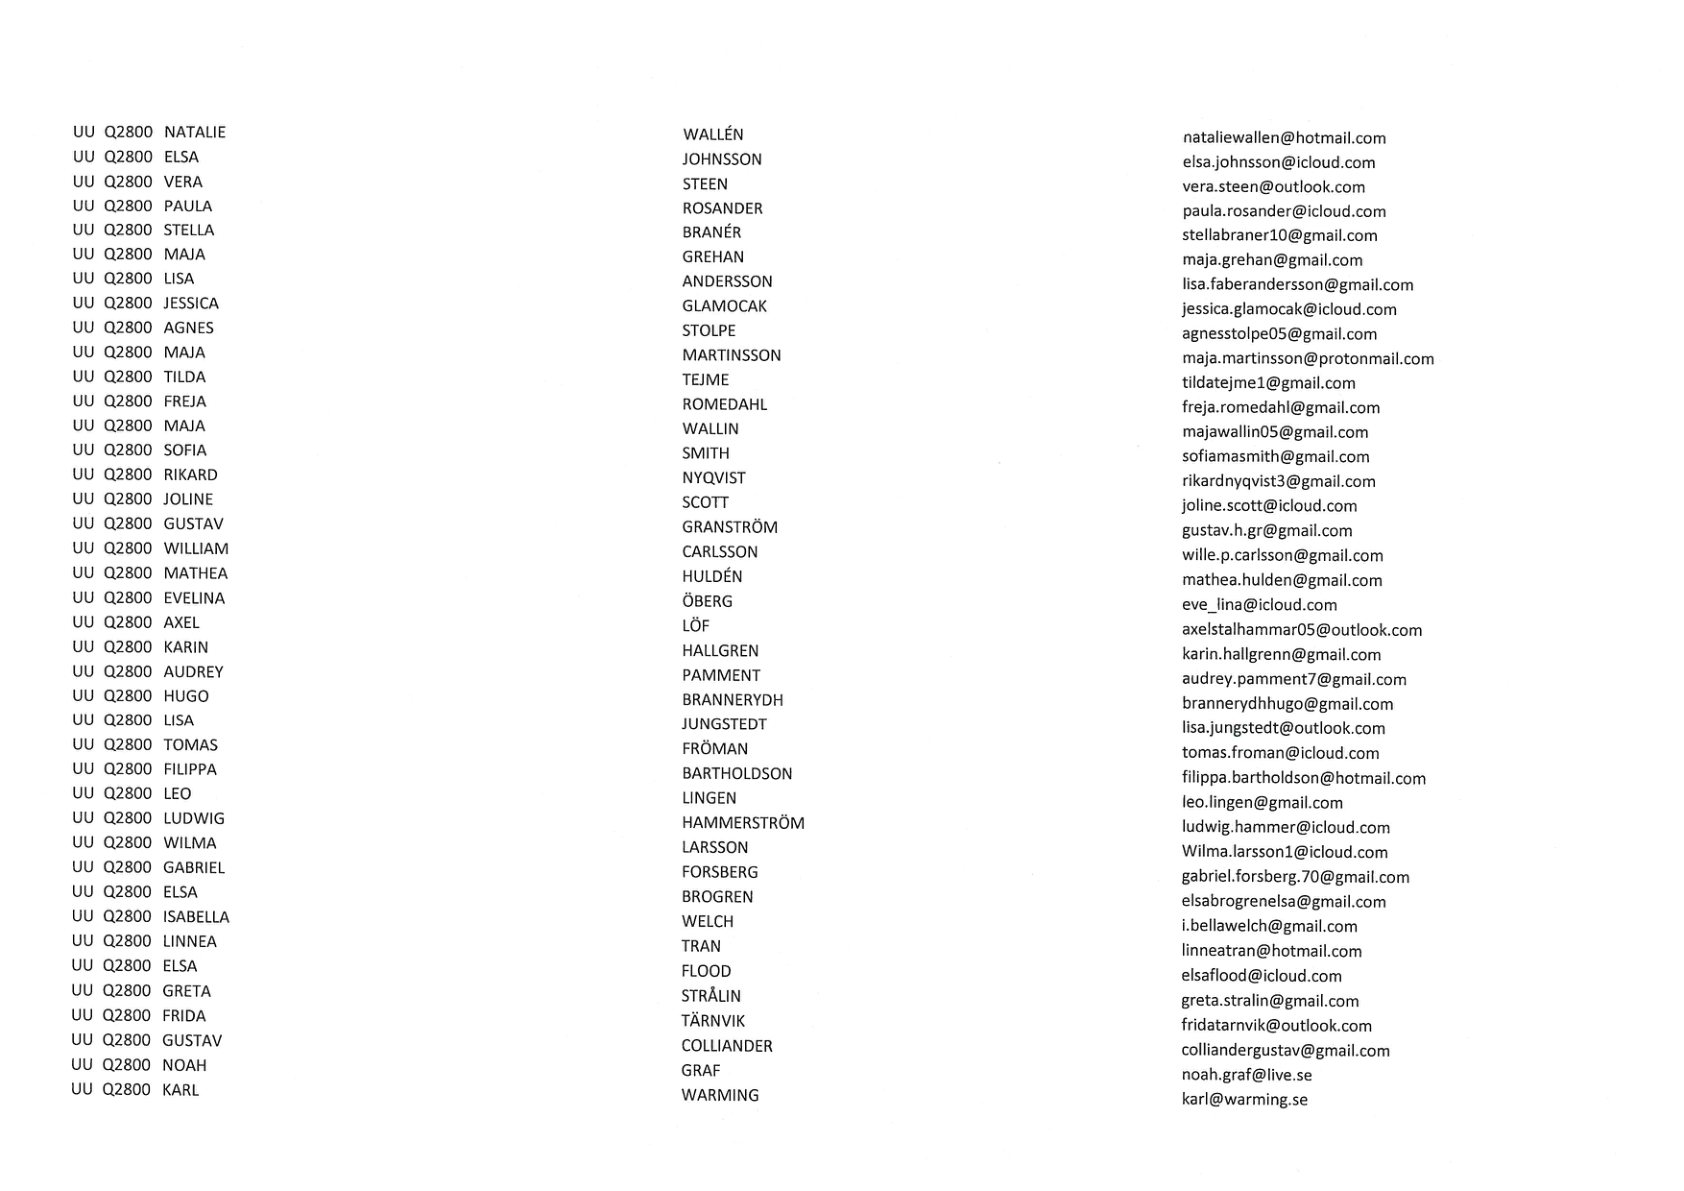 UU Q2800 NATALIE WALLÉN nataliewallen@hotmail.com
UU Q2800 ELSA JOHNSSON elsa.johnsson@icloud.com
UU Q2800 VERA STEEN vera.steen@outlook.com
UU Q2800 PAULA ROSANDER paula.rosander@icloud.com
UU Q2800 STELLA BRANÉR stellabraner10@gmail.com
UU Q2800 MAJA GREHAN maja.grehan@gmail.com
UU Q2800 LISA ANDERSSON lisa.faberandersson@gmail.com
UU Q2800 JESSICA GLAMOCAK jessica.glamocak@icloud.com
UU Q2800 AGNES STOLPE agnesstolpe05@gmail.com
UU Q2800 MAJA MARTINSSON maja.martinsson@protonmail.com
UU Q2800 TILDA TEJME tildatejme1@gmail.com
UU Q2800 FREJA ROMEDAHL freja.romedahl@gmail.com
UU Q2800 MAJA WALLIN majawallin05@gmail.com
UU Q2800 SOFIA SMITH sofiamasmith@gmail.com
UU Q2800 RIKARD NYQVIST rikardnyqvist3@gmail.com
UU Q2800 JOLINE SCOTT joline.scott@icloud.com
UU Q2800 GUSTAV GRANSTRÖM gustav.h.gr@gmail.com
UU Q2800 WILLIAM CARLSSON wille.p.carlsson@gmail.com
UU Q2800 MATHEA HULDÉN mathea.hulden@gmail.com
UU Q2800 EVELINA ÖBERG eve_lina@icloud.com
UU Q2800 AXEL LÖF axelstalhammar05@outlook.com
UU Q2800 KARIN HALLGREN karin.hallgrenn@gmail.com
UU Q2800 AUDREY PAMMENT audrey.pamment7@gmail.com
UU Q2800 HUGO BRANNERYDH brannerydhhugo@gmail.com
UU Q2800 LISA JUNGSTEDT lisa.jungstedt@outlook.com
UU Q2800 TOMAS FRÖMAN tomas.froman@icloud.com
UU Q2800 FILIPPA BARTHOLDSON filippa.bartholdson@hotmail.com
UU Q2800 LEO LINGEN leo.lingen@gmail.com
UU Q2800 LUDWIG HAMMERSTRÖM ludwig.hammer@icloud.com
UU Q2800 WILMA LARSSON Wilma.larsson1@icloud.com
UU Q2800 GABRIEL FORSBERG gabriel.forsberg.70@gmail.com
UU Q2800 ELSA BROGREN elsabrogrenelsa@gmail.com
UU Q2800 ISABELLA WELCH i.bellawelch@gmail.com
UU Q2800 LINNEA TRAN linneatran@hotmail.com
UU Q2800 ELSA FLOOD elsaflood@icloud.com
UU Q2800 GRETA STRÅLIN greta.stralin@gmail.com
UU Q2800 FRIDA TÄRNVIK fridatarnvik@outlook.com
UU Q2800 GUSTAV COLLIANDER colliandergustav@gmail.com
UU Q2800 NOAH GRAF noah.graf@live.se
UU Q2800 KARL WARMING karl@warming.se